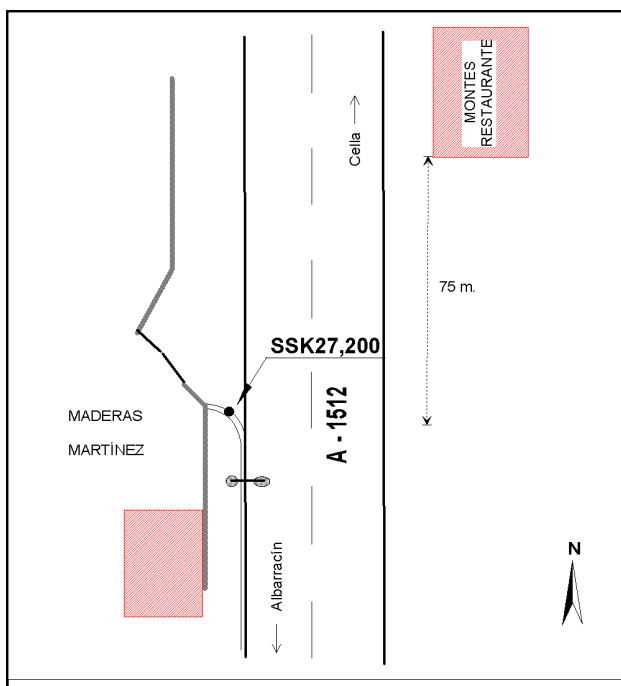 MONTES
RESTAURANTE
Cella
75 m.
SSK27,200
A - 1512
MADERAS
MARTÍNEZ
Albarracín
N